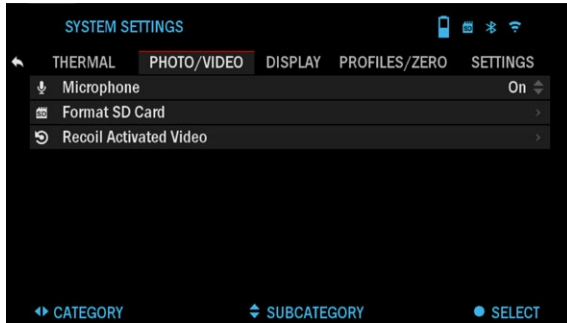 SYSTEM SETTINGS
THERMAL PHOTO/VIDEO DISPLAY PROFILES/ZERO SETTINGS
Microphone On
Format SD Card
Recoil Activated Video
CATEGORY SUBCATEGORY SELECT